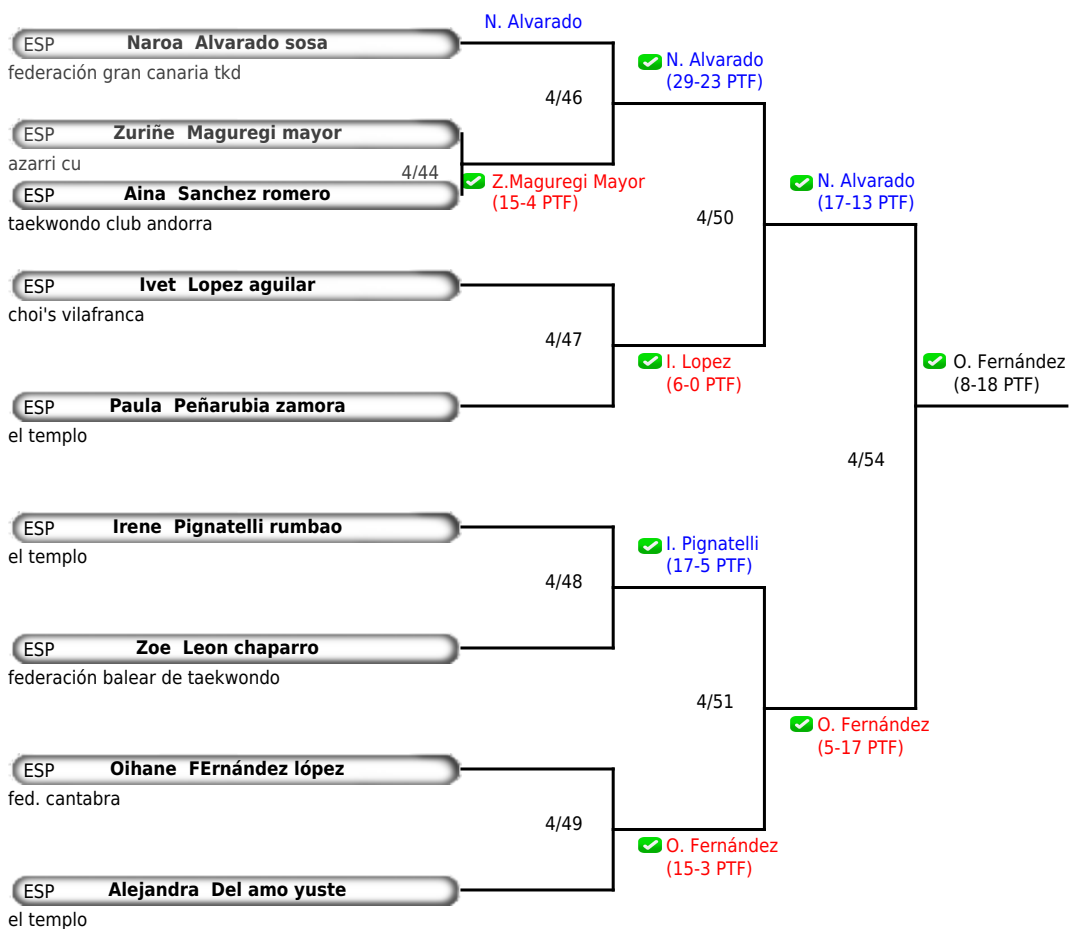 N. Alvarado
ESP Naroa Alvarado sosa
federación gran canaria tkd
N. Alvarado
(29-23 PTF)
4/46
ESP Zuriñe Maguregi mayor
azarri cu
4/44
Z.Maguregi Mayor
(15-4 PTF)
ESP Aina Sanchez romero
taekwondo club andorra
N. Alvarado
(17-13 PTF)
4/50
ESP Ivet Lopez aguilar
choi's vilafranca
4/47
I. Lopez
(6-0 PTF)
O. Fernández
(8-18 PTF)
ESP Paula Peñarubia zamora
el templo
4/54
ESP Irene Pignatelli rumbao
el templo
I. Pignatelli
(17-5 PTF)
4/48
ESP Zoe Leon chaparro
federación balear de taekwondo
4/51
O. Fernández
(5-17 PTF)
ESP Oihane FErnández lópez
fed. cantabra
4/49
O. Fernández
(15-3 PTF)
ESP Alejandra Del amo yuste
el templo